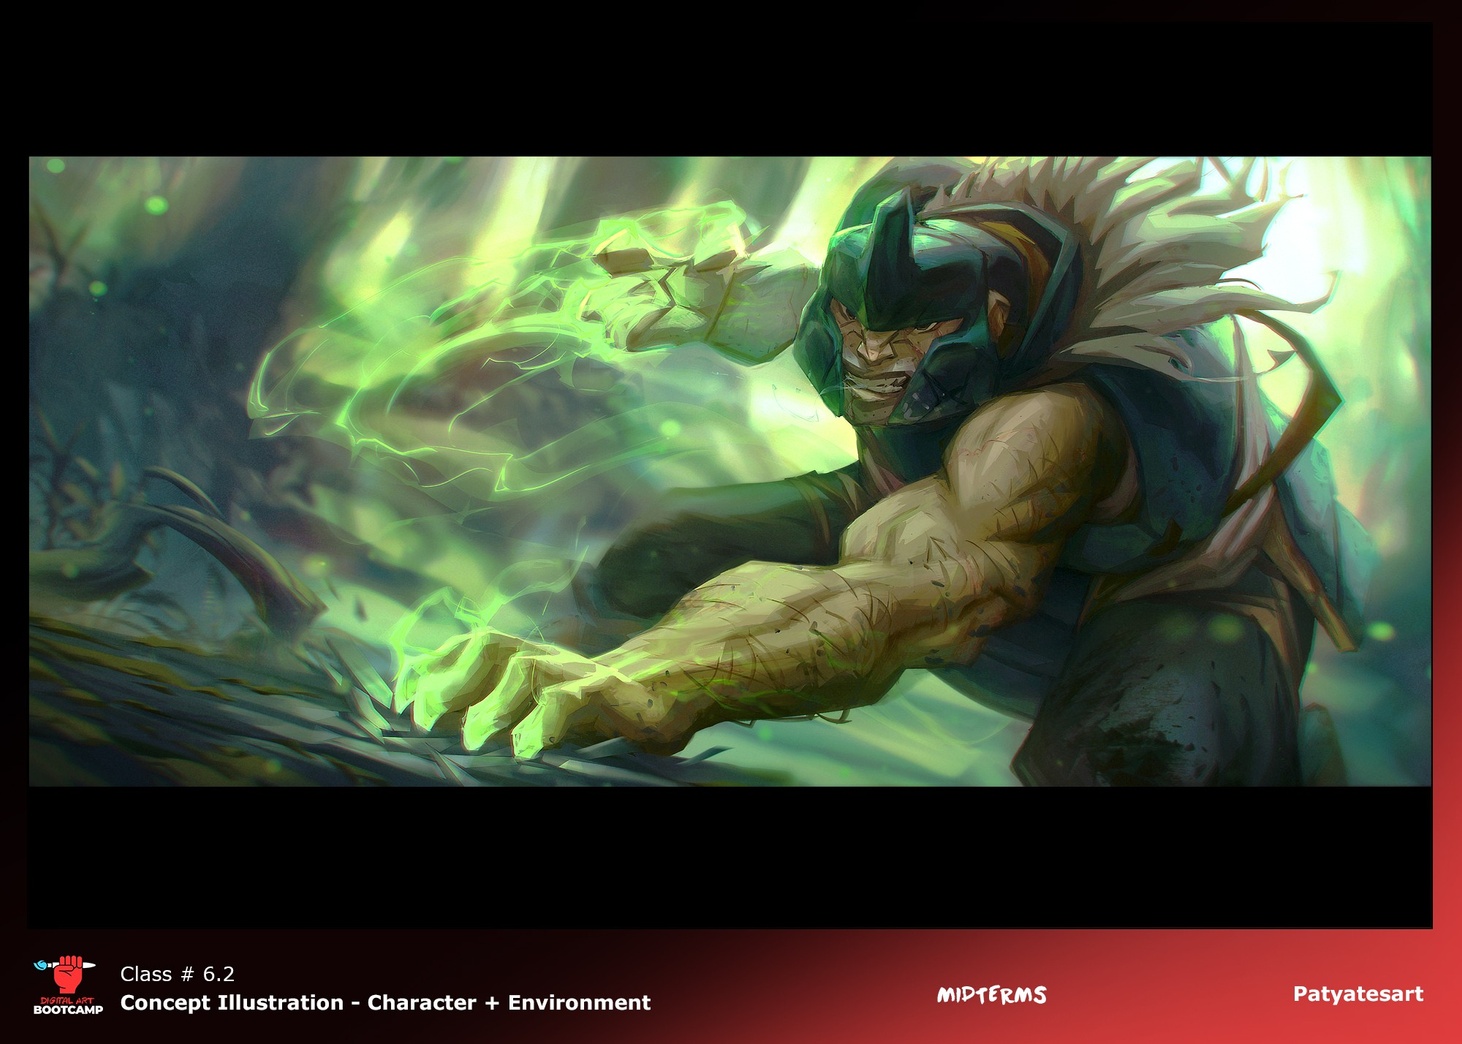 Class # 6.2
Concept Illustration - Character + Environment
DIGITAL ART
BOOTCAMP
MIDTERMS
Patyatesart